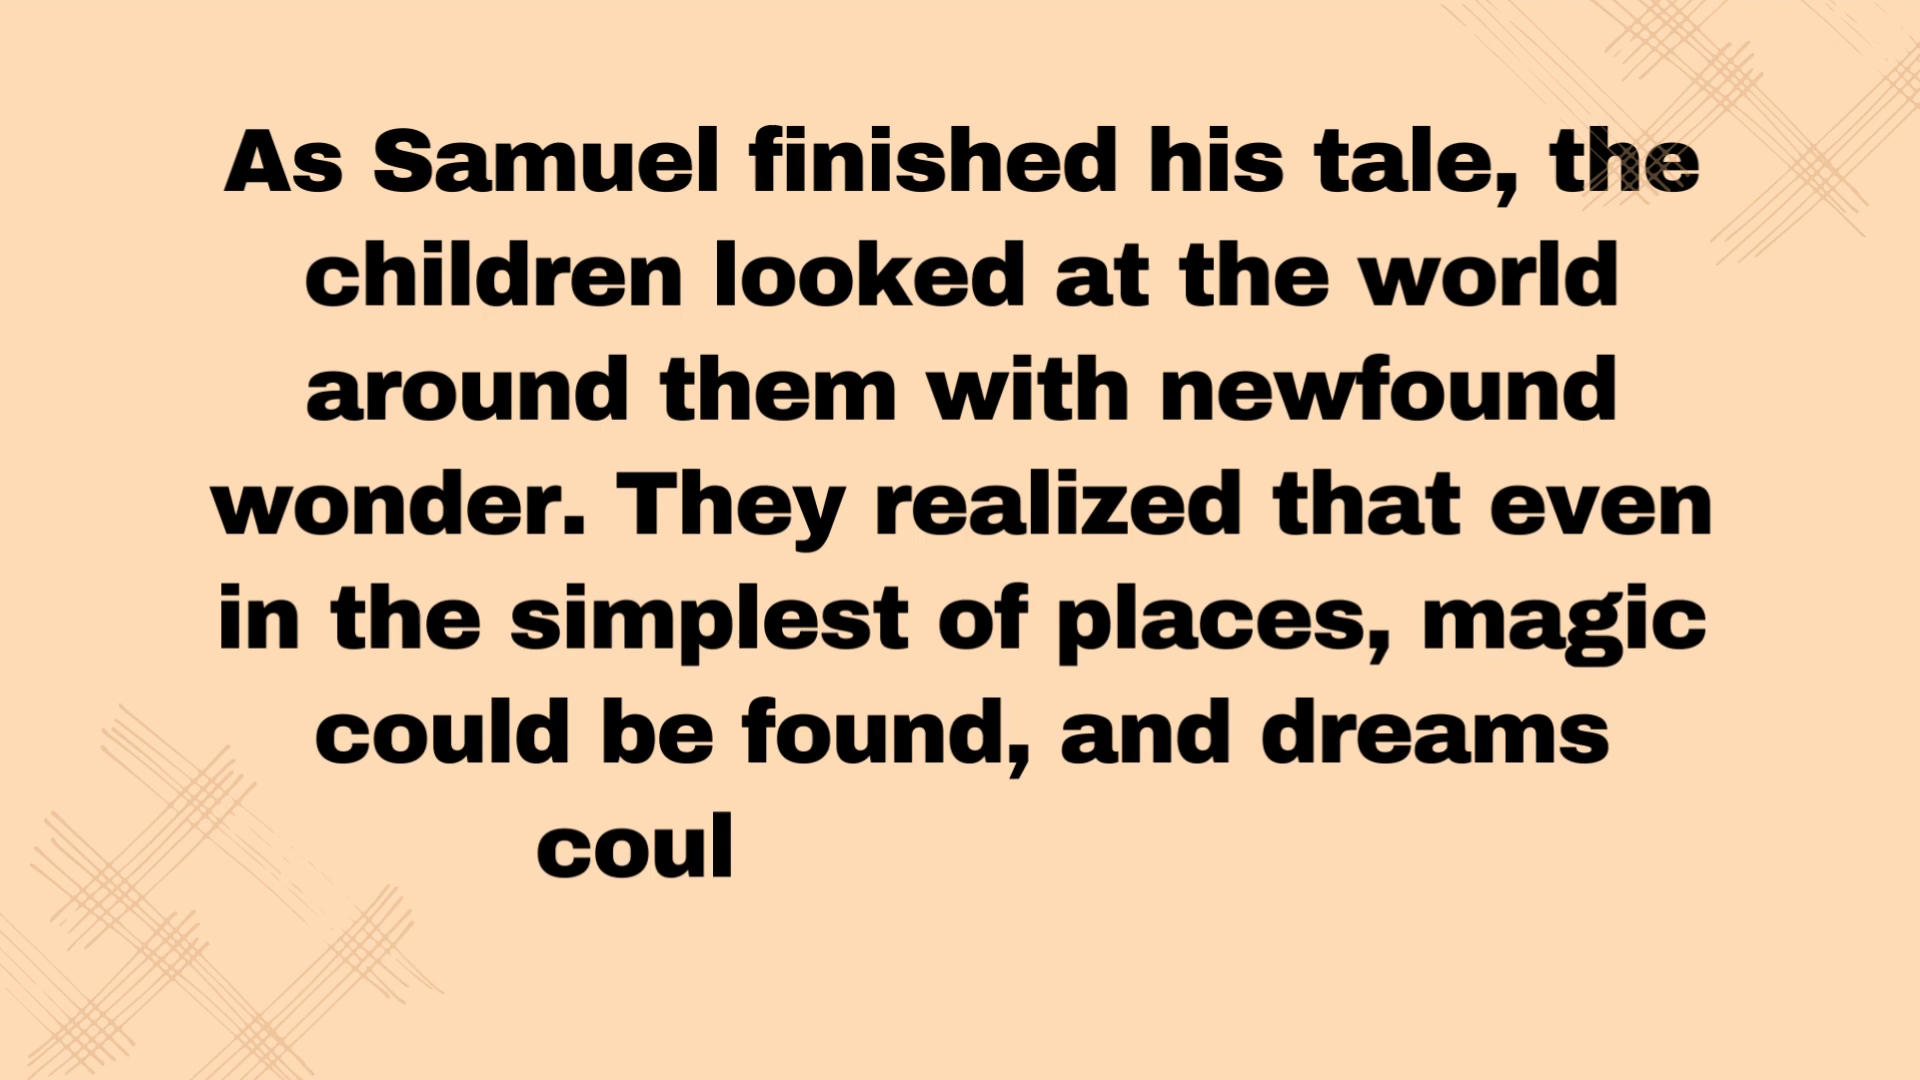 As Samuel finished his tale, the
children looked at the world
around them with newfound
wonder. They realized that even
in the simplest of places, magic
could be found, and dreams
coul